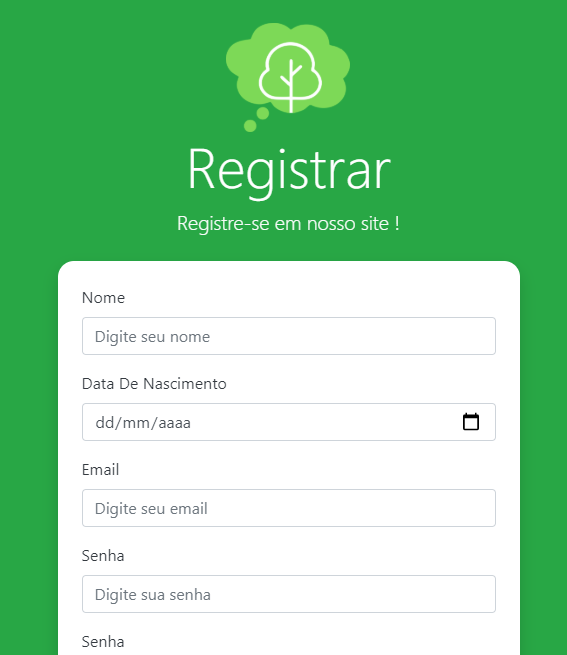 Registrar
Registre-se em nosso site !
Nome
Digite seu nome
Data De Nascimento
dd/mm/aaaa
Email
Digite seu email
Senha
Digite sua senha
Senha